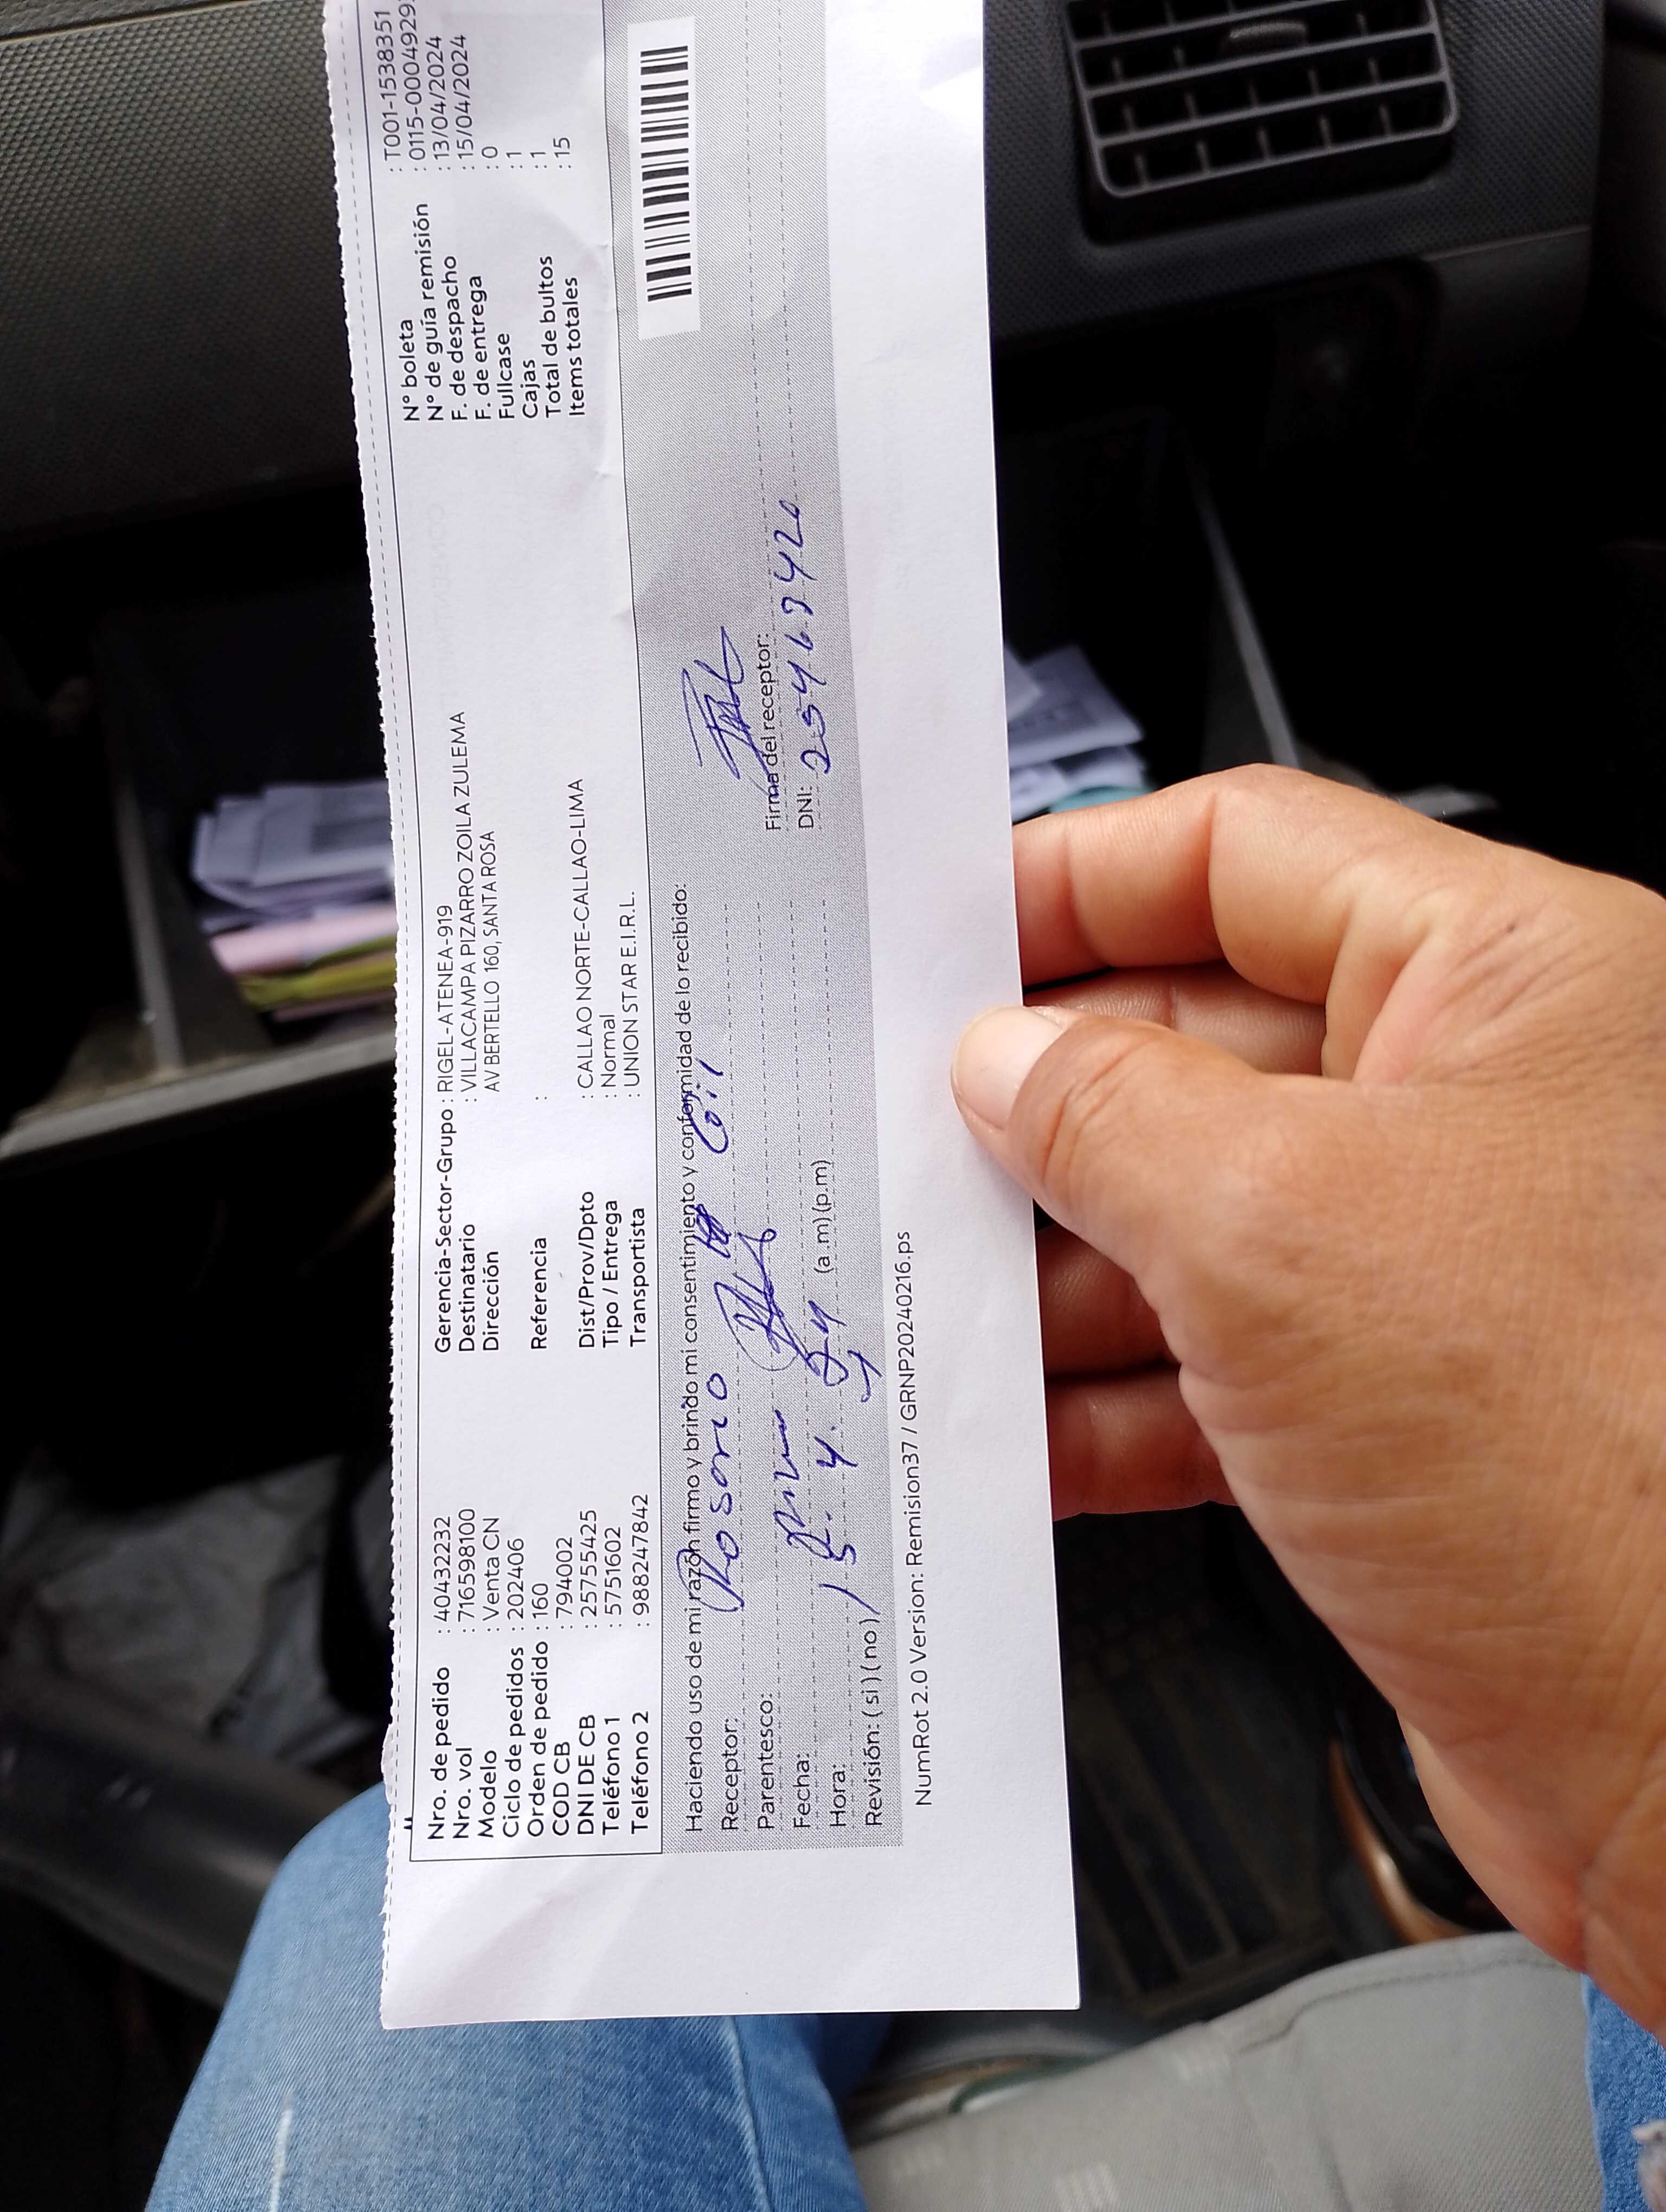 Nro. de pedido : 40432232
Nro. vol : 716598100
Modelo : Venta CN
Ciclo de pedidos : 202406
Orden de pedido : 160
COD CB : 794002
DNI DE CB : 25755425
Teléfono 1 : 5751602
Teléfono 2 : 988247842
Gerencia-Sector-Grupo : RIGEL-ATENEA-919
Destinatario : VILLACAMPA PIZARRO ZOILA ZULEMA
Dirección AV BERTELLO 160, SANTA ROSA
Referencia :
Dist/Prov/Dpto : CALLAO NORTE-CALLAO-LIMA
Tipo / Entrega : Normal
Transportista : UNION STAR E.I.R.L.
N° boleta : T001-1538351
N° de guía remisión : 0115-0004929
F. de despacho : 13/04/2024
F. de entrega : 15/04/2024
Fullcase : 0
Cajas : 1
Total de bultos : 1
Items totales : 15
Haciendo uso de mi razón firmo y brindo mi consentimiento y conformidad de lo recibido:
Receptor: Rosario Gil
Parentesco:
Fecha: 15. 4. 24
Hora: (a.m) (p.m)
Revisión: ( si ) ( no )
Firma del receptor:
DNI:
NumRot 2.0 Version: Remision37 / GRNP20240216.ps